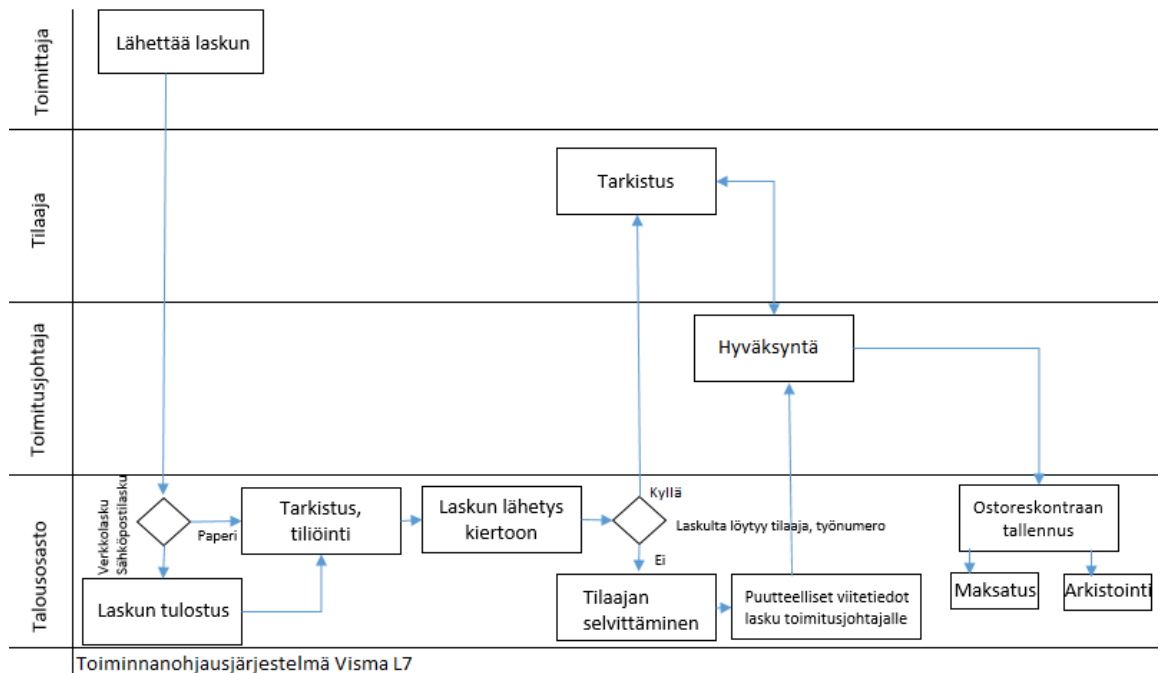 Toimittaja
Lähettää laskun
Tilaaja
Tarkistus
Toimitusjohtaja
Hyväksyntä
Talousosasto
Verkkolasku
Sähköpostilasku
Paperi
Tarkistus,
tiliöinti
Laskun lähetys
kiertoon
Kyllä
Laskulta löytyy tilaaja, työnumero
Ei
Ostoreskontraan
tallennus
Laskun tulostus
Tilaajan
selvittäminen
Puutteelliset viitetiedot
lasku toimitusjohtajalle
Maksatus
Arkistointi
Toiminnanohjausjärjestelmä Visma L7